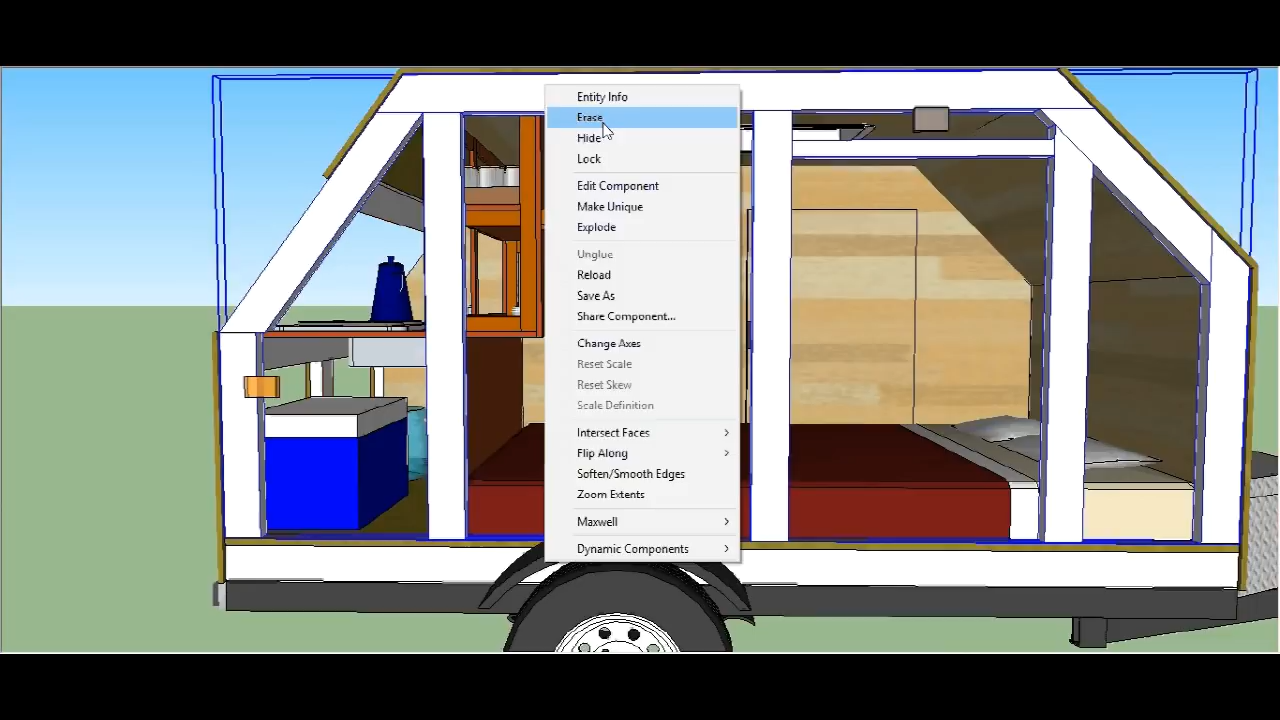 Entity Info
Erase
Hide
Lock
Edit Component
Make Unique
Explode
Unglue
Reload
Save As
Share Component...
Change Axes
Reset Scale
Reset Skew
Scale Definition
Intersect Faces
Flip Along
Soften/Smooth Edges
Zoom Extents
Maxwell
Dynamic Components